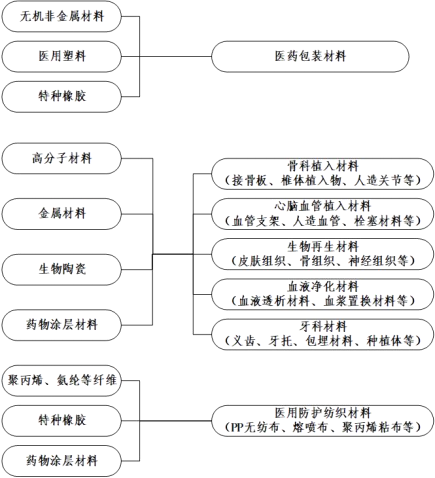 无机非金属材料
医用塑料
特种橡胶
医药包装材料
高分子材料
金属材料
生物陶瓷
药物涂层材料
骨科植入材料
（接骨板、椎体植入物、人造关节等）
心脑血管植入材料
（血管支架、人造血管、栓塞材料等）
生物再生材料
（皮肤组织、骨组织、神经组织等）
血液净化材料
（血液透析材料、血浆置换材料等）
牙科材料
（义齿、牙托、包埋材料、种植体等）
聚丙烯、氨纶等纤维
特种橡胶
药物涂层材料
医用防护纺织材料
（PP无纺布、熔喷布、聚丙烯粘布等）